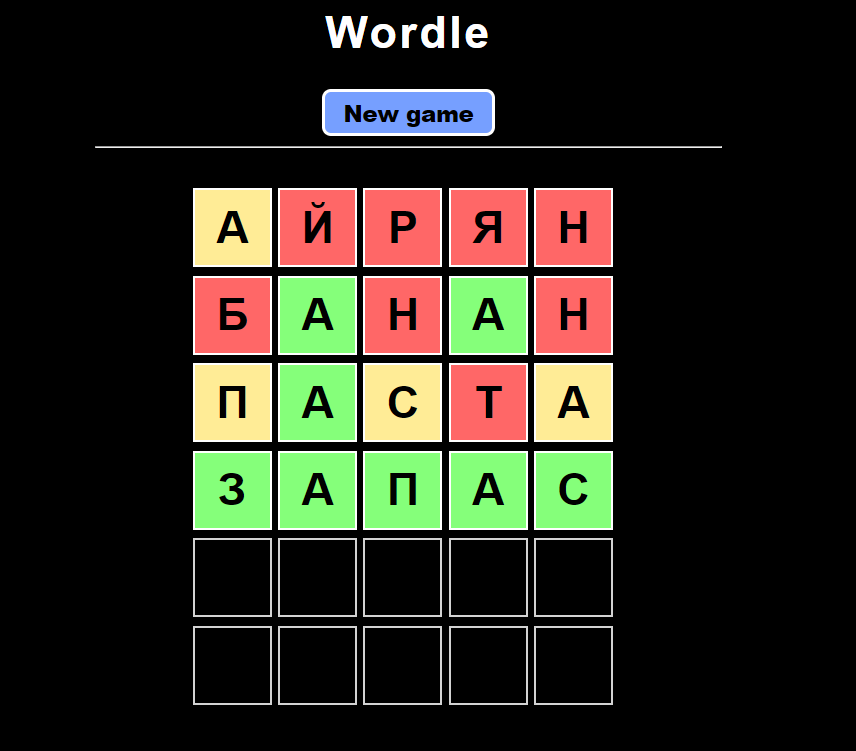 Wordle
New game
А Й Р Я Н
Б А Н А Н
П А С Т А
З А П А С